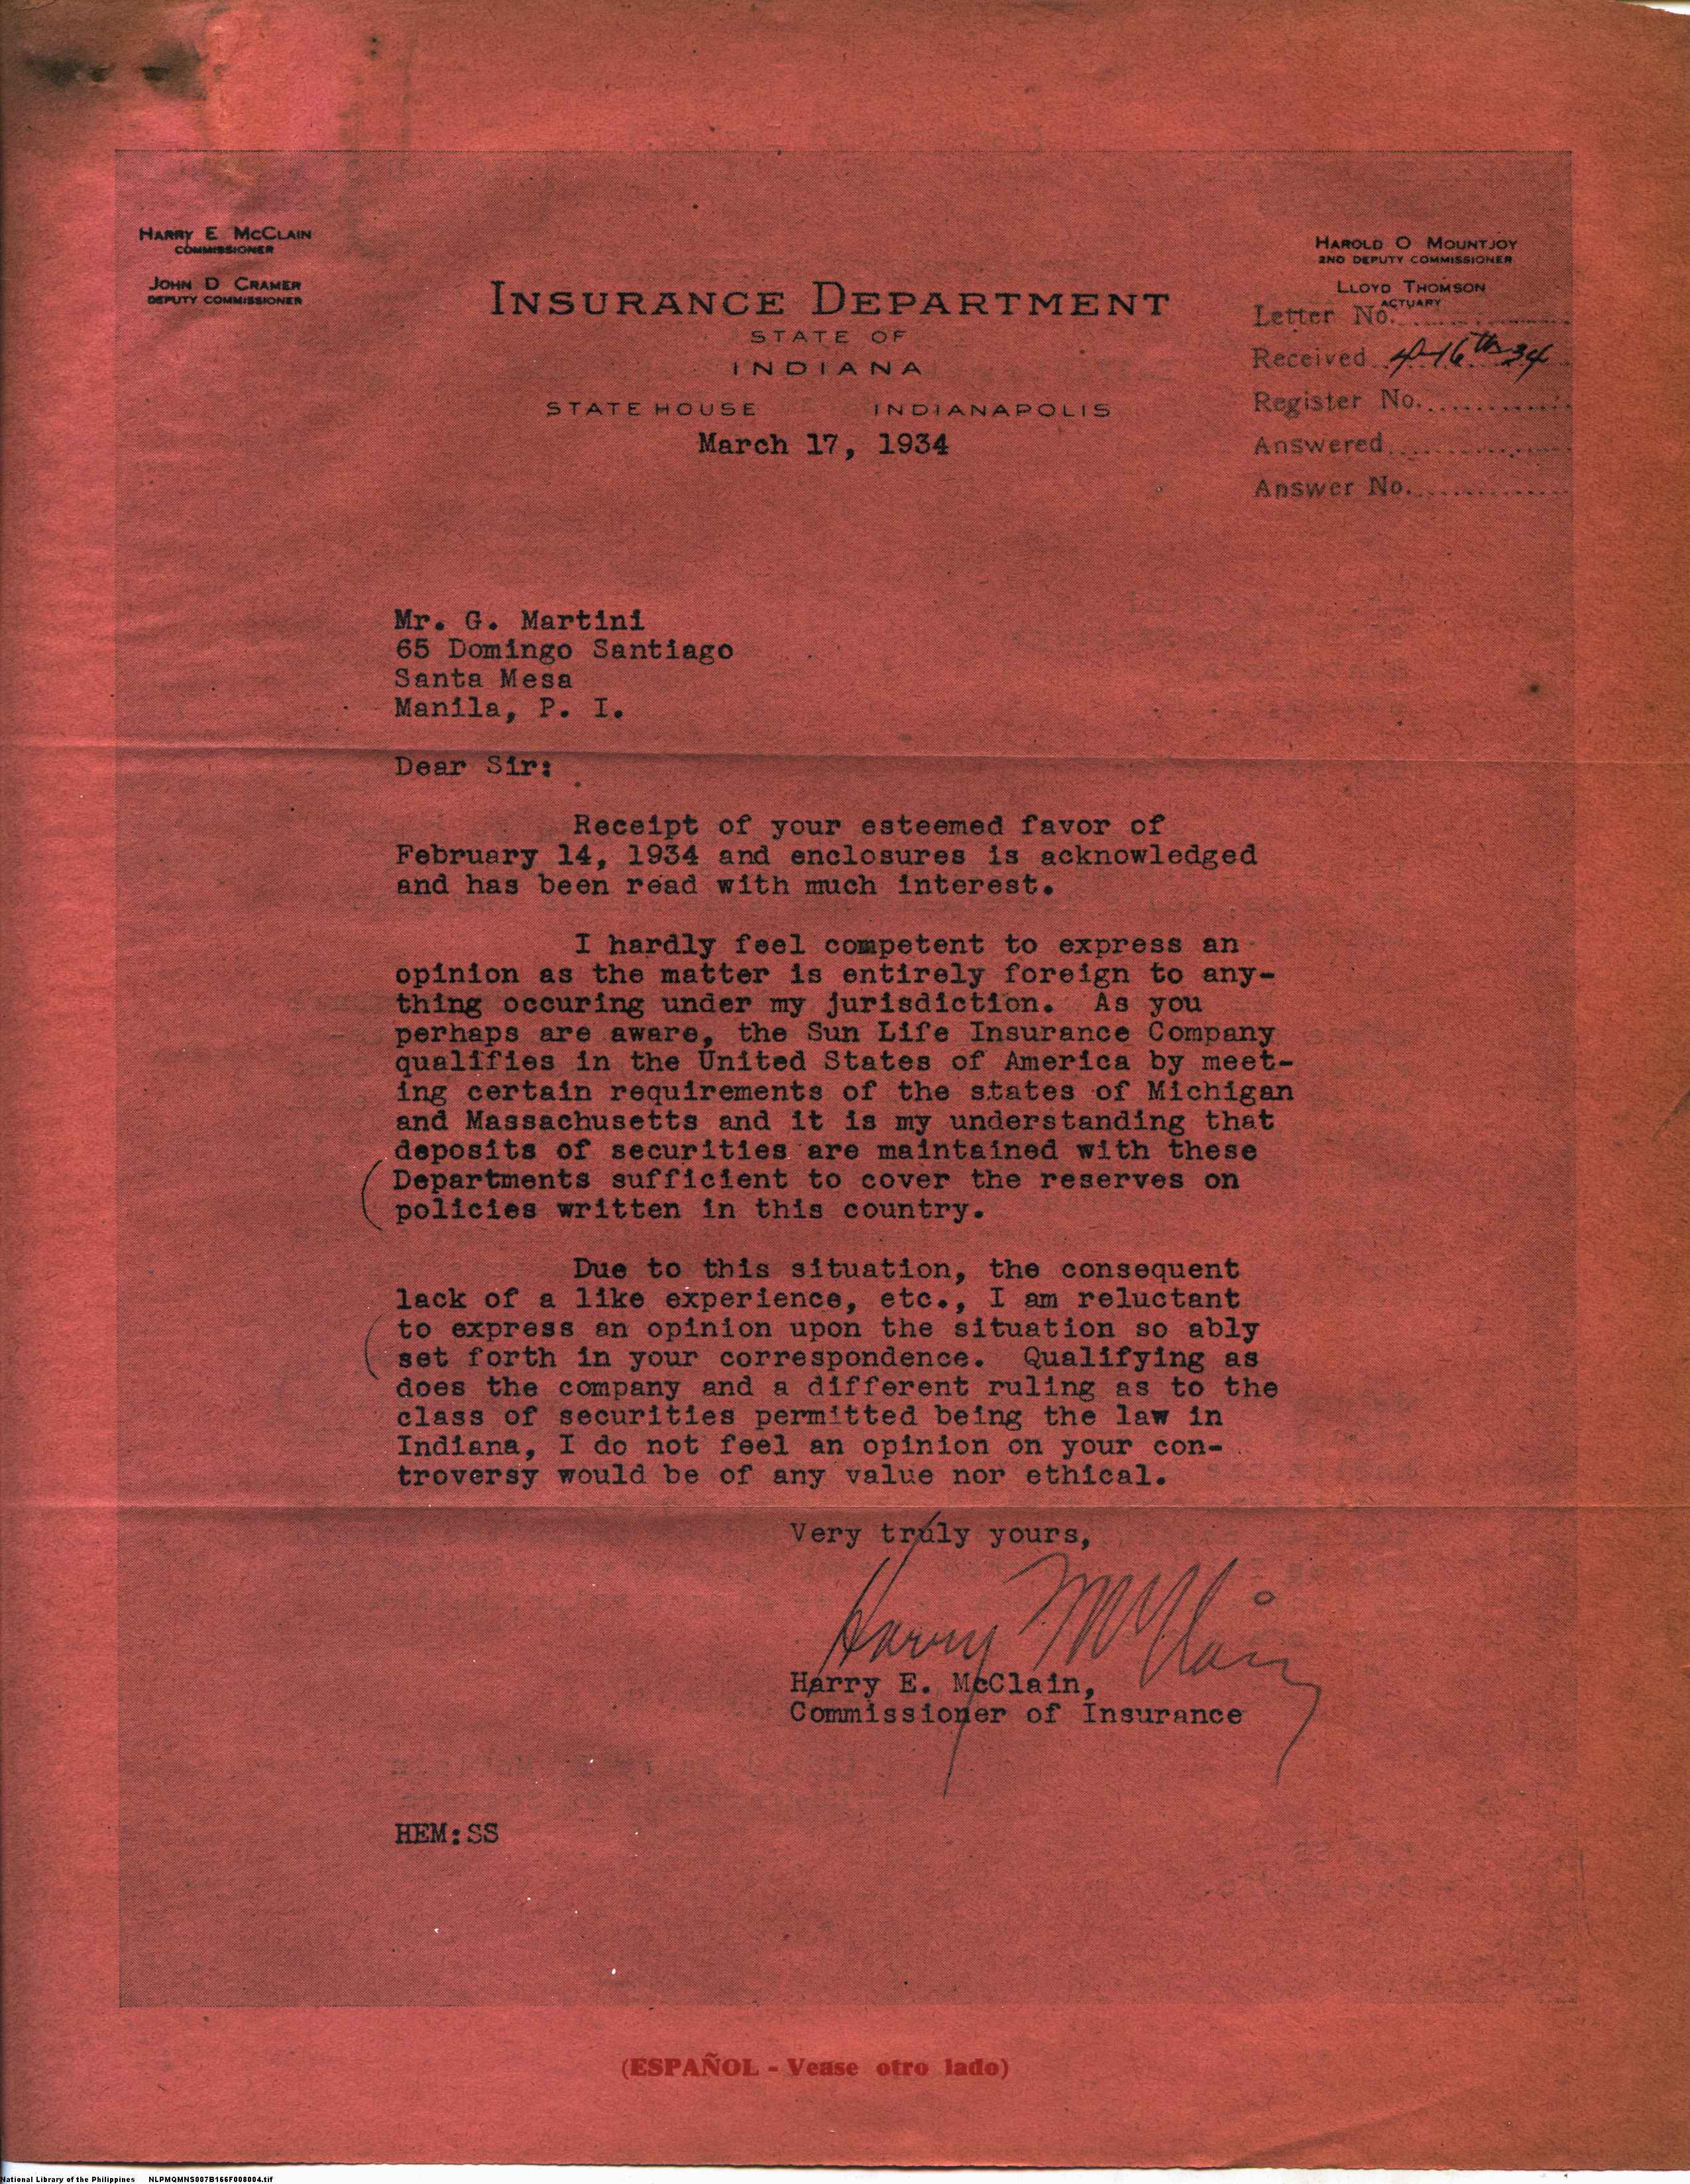 HARRY E MCCLAIN
COMMISSIONER
JOHN D CRAMER
DEPUTY COMMISSIONER
HAROLD O MOUNTJOY
2ND DEPUTY COMMISSIONER
LLOYD THOMSON
ACTUARY
INSURANCE DEPARTMENT
STATE OF
INDIANA
STATE HOUSE INDIANAPOLIS
March 17, 1934
Letter No.
Received 4-16th-34
Register No.
Answered
Answer No.
Mr. G. Martini
65 Domingo Santiago
Santa Mesa
Manila, P. I.
Dear Sir:
Receipt of your esteemed favor of
February 14, 1934 and enclosures is acknowledged
and has been read with much interest.
I hardly feel competent to express an
opinion as the matter is entirely foreign to any-
thing occuring under my jurisdiction. As you
perhaps are aware, the Sun Life Insurance Company
qualifies in the United States of America by meet-
ing certain requirements of the states of Michigan
and Massachusetts and it is my understanding that
deposits of securities are maintained with these
Departments sufficient to cover the reserves on
policies written in this country.
Due to this situation, the consequent
lack of a like experience, etc., I am reluctant
to express an opinion upon the situation so ably
set forth in your correspondence. Qualifying as
does the company and a different ruling as to the
class of securities permitted being the law in
Indiana, I do not feel an opinion on your con-
troversy would be of any value nor ethical.
Very truly yours,
Harry McClain
Harry E. McClain,
Commissioner of Insurance
HEM:SS
(ESPAÑOL - Vease otro lado)
National Library of the Philippines NLPMQMNS007B166F008004.tif